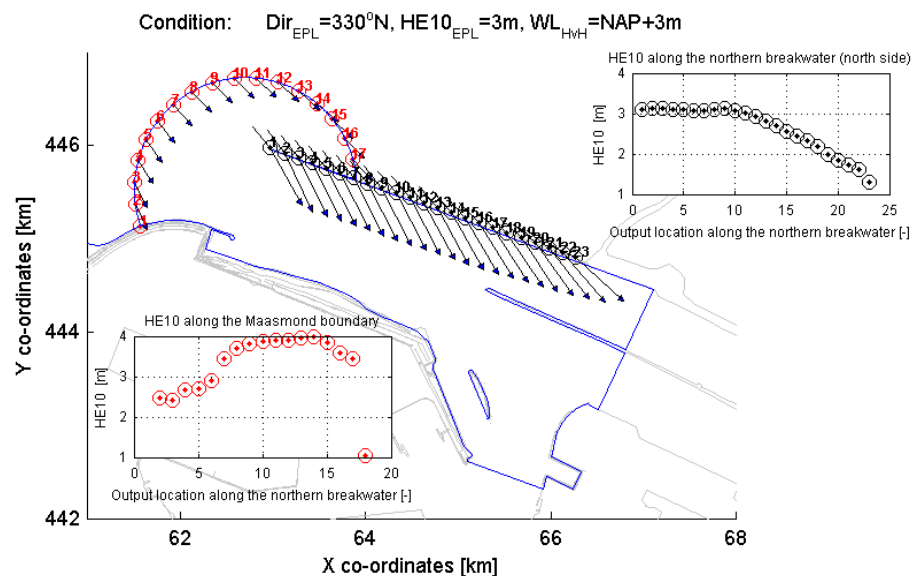 Condition: Dir_EPL=330°N, HE10_EPL=3m, WL_HvH=NAP+3m
HE10 along the northern breakwater (north side)
4
3
2
1
HE10 [m]
0 5 10 15 20 25
Output location along the northern breakwater [-]
1 2 3 4 5 6 7 8 9 10 11 12 13 14 15 16 17
1 2 3 4 5 6 7 8 9 10 11 12 13 14 15 16 17 18 19 20 21 22 23
446
444
442
Y co-ordinates [km]
HE10 along the Maasmond boundary
4
3
2
1
HE10 [m]
0 5 10 15 20
Output location along the northern breakwater [-]
62 64 66 68
X co-ordinates [km]